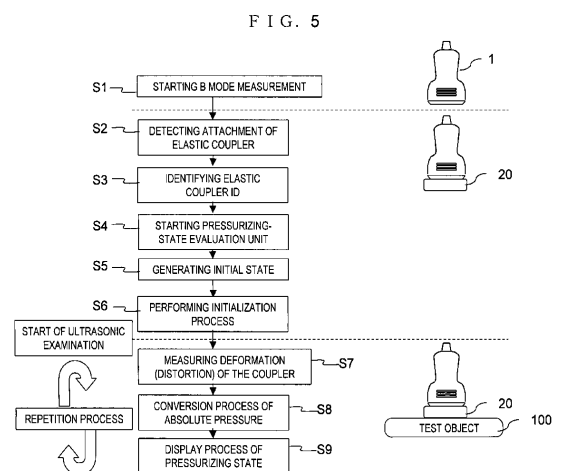 FIG. 5
1
S1
STARTING B MODE MEASUREMENT
S2
DETECTING ATTACHMENT OF
ELASTIC COUPLER
S3
IDENTIFYING ELASTIC
COUPLER ID
20
S4
STARTING PRESSURIZING-
STATE EVALUATION UNIT
S5
GENERATING INITIAL STATE
S6
PERFORMING INITIALIZATION
PROCESS
START OF ULTRASONIC
EXAMINATION
MEASURING DEFORMATION
(DISTORTION) OF THE COUPLER
S7
REPETITION PROCESS
CONVERSION PROCESS OF
ABSOLUTE PRESSURE
S8
20
TEST OBJECT
100
DISPLAY PROCESS OF
PRESSURIZING STATE
S9